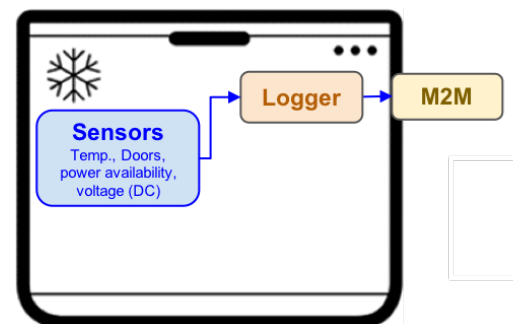 Logger
M2M
Sensors
Temp., Doors,
power availability,
voltage (DC)